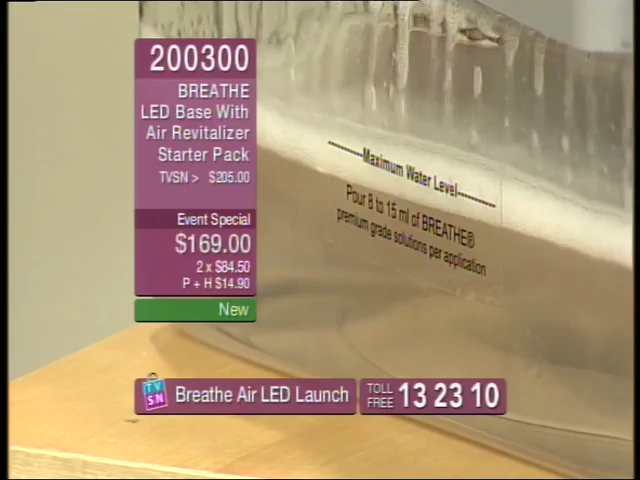 200300
BREATHE
LED Base With
Air Revitalizer
Starter Pack
TVSN > $205.00
Event Special
$169.00
2 x $84.50
P + H $14.90
New
--------Maximum Water Level--------
Pour 8 to 15 ml of BREATHE®
premium grade solutions per application
TV
SN
Breathe Air LED Launch
TOLL
FREE
13 23 10